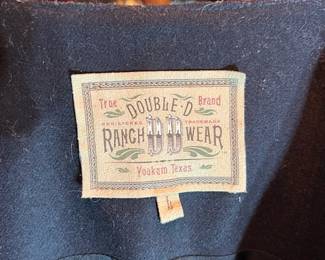 True DOUBLE·D Brand
REGISTERED TRADEMARK
RANCH DD WEAR
Yoakum, Texas